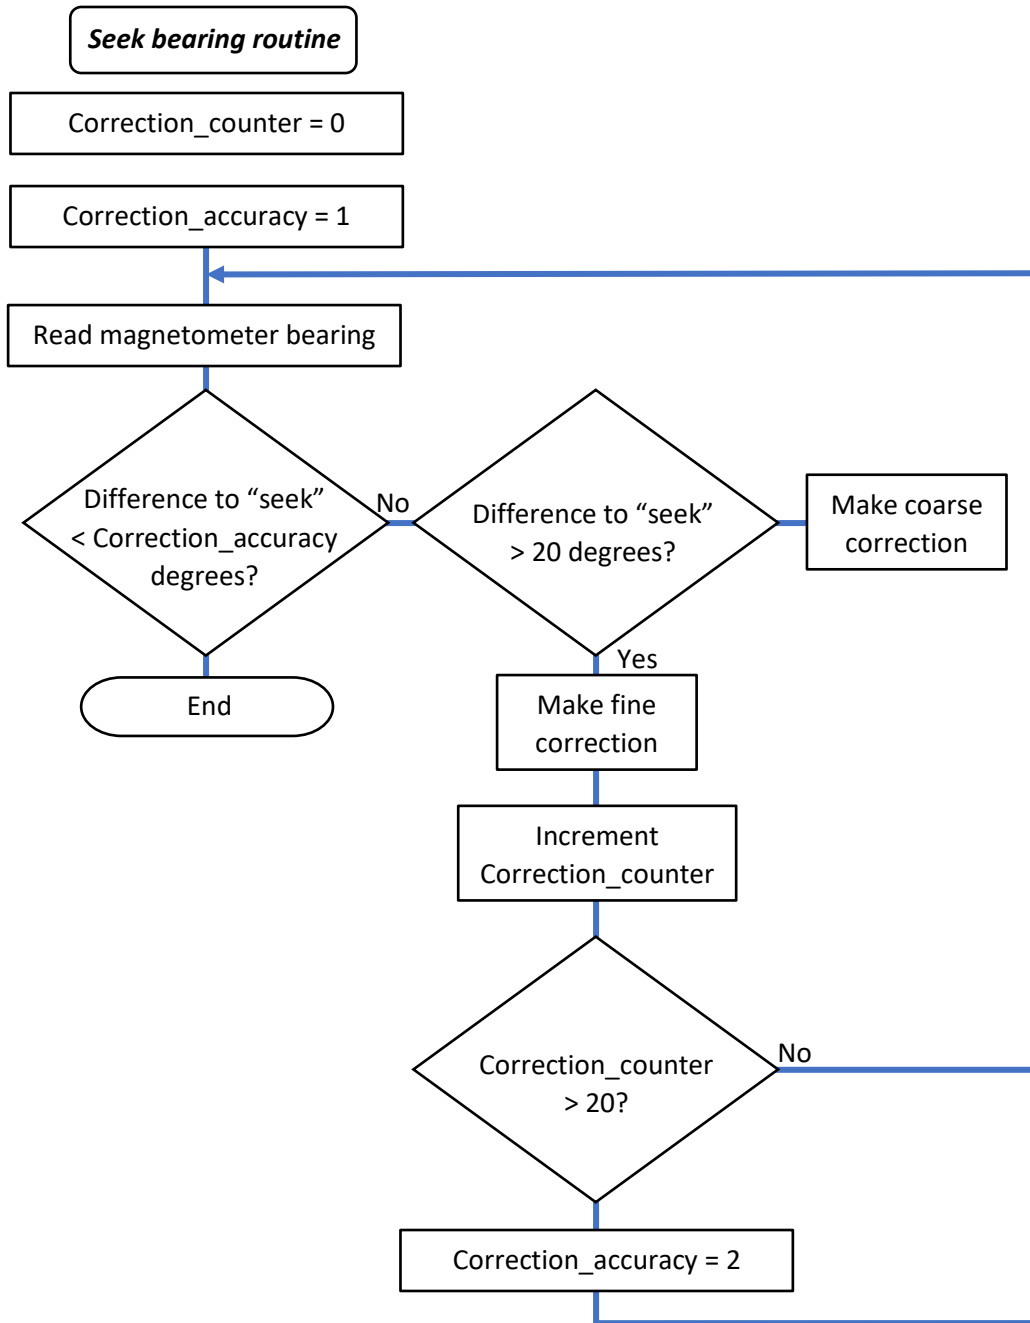 Seek bearing routine
Correction_counter = 0
Correction_accuracy = 1
Read magnetometer bearing
Difference to “seek”
< Correction_accuracy
degrees?
No
Difference to “seek”
> 20 degrees?
Make coarse
correction
Yes
End
Make fine
correction
Increment
Correction_counter
Correction_counter
> 20?
No
Correction_accuracy = 2